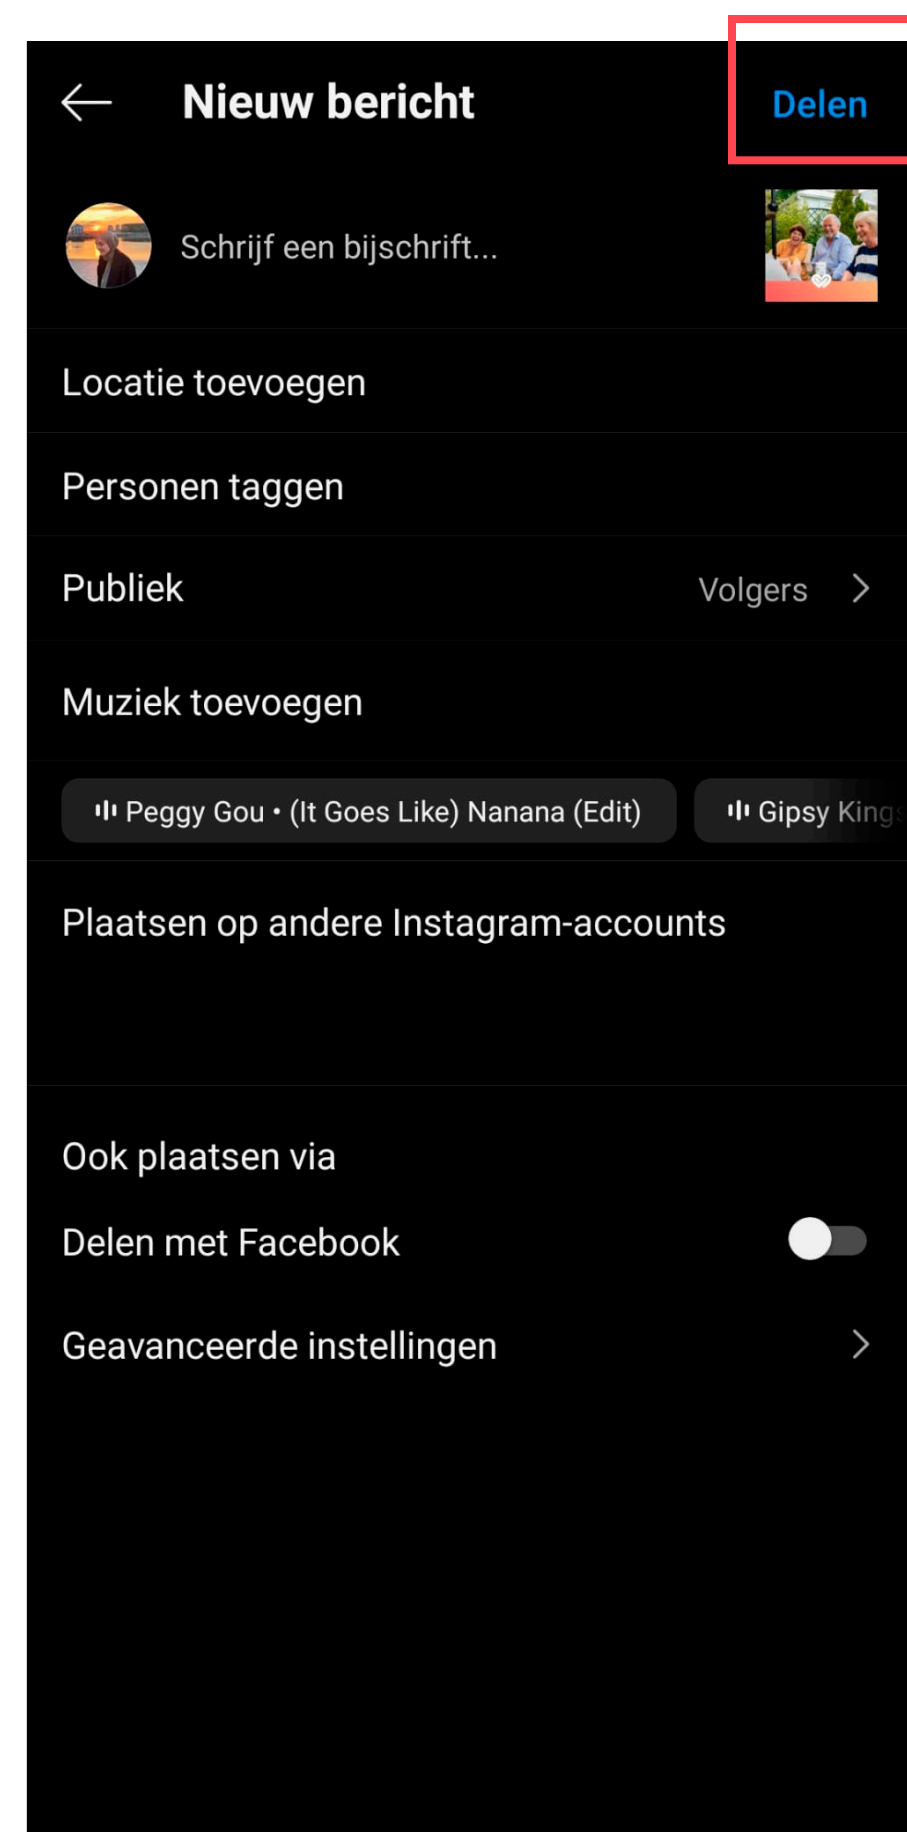 Nieuw bericht
Delen
Schrijf een bijschrift...
Locatie toevoegen
Personen taggen
Publiek
Volgers
Muziek toevoegen
Peggy Gou • (It Goes Like) Nanana (Edit)
Gipsy Kings
Plaatsen op andere Instagram-accounts
Ook plaatsen via
Delen met Facebook
Geavanceerde instellingen